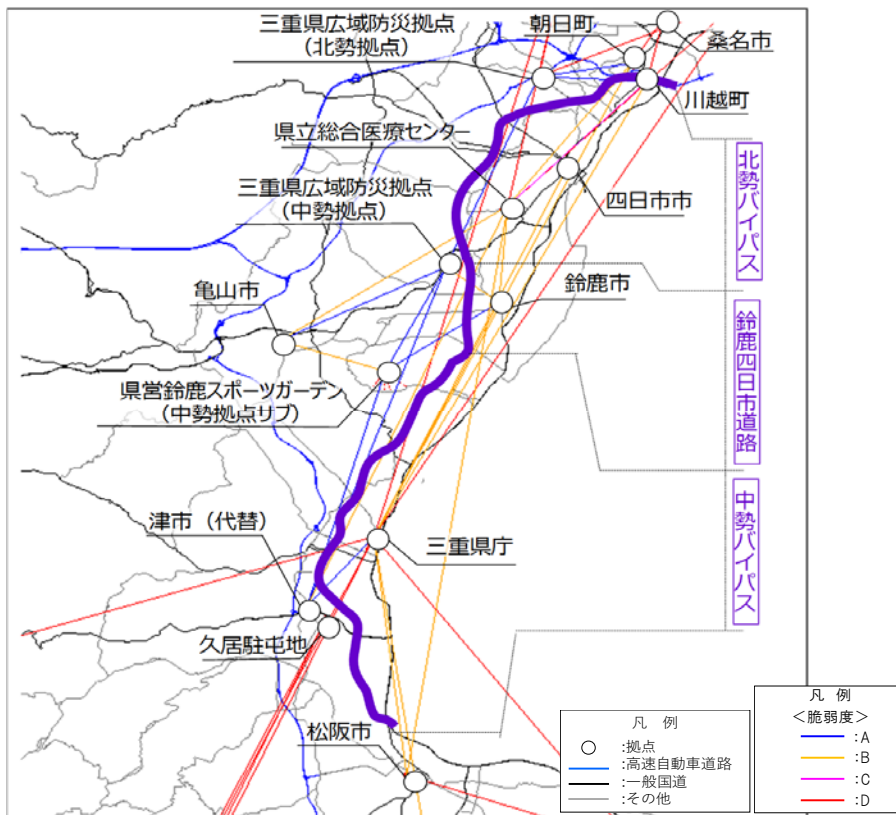 三重県広域防災拠点
（北勢拠点）
朝日町
桑名市
川越町
県立総合医療センター
三重県広域防災拠点
（中勢拠点）
四日市市
北勢バイパス
亀山市
鈴鹿市
県営鈴鹿スポーツガーデン
（中勢拠点サブ）
鈴鹿四日市道路
津市（代替）
三重県庁
中勢バイパス
久居駐屯地
松阪市
凡　例
:拠点
:高速自動車道路
:一般国道
:その他
凡　例
＜脆弱度＞
:A
:B
:C
:D